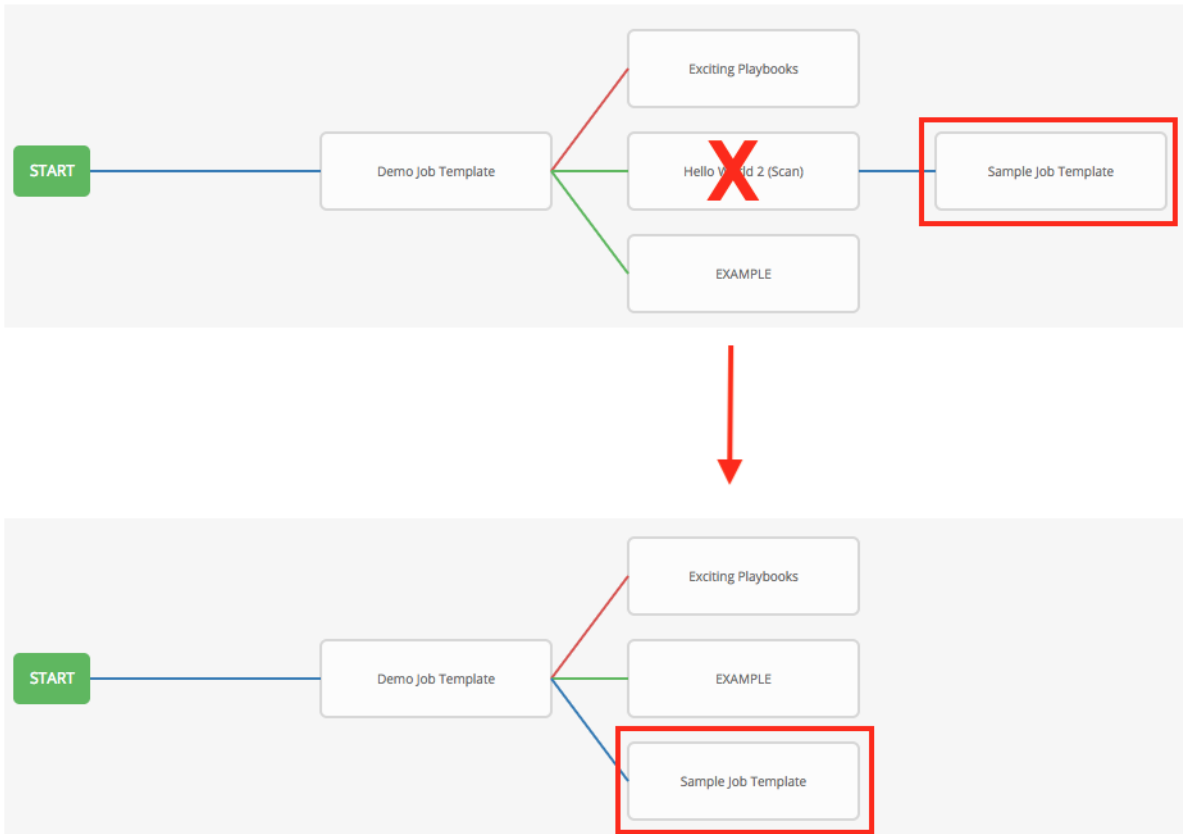 Exciting Playbooks
START
Demo Job Template
Hello W X ld 2 (Scan)
Sample Job Template
EXAMPLE
Exciting Playbooks
START
Demo Job Template
EXAMPLE
Sample Job Template